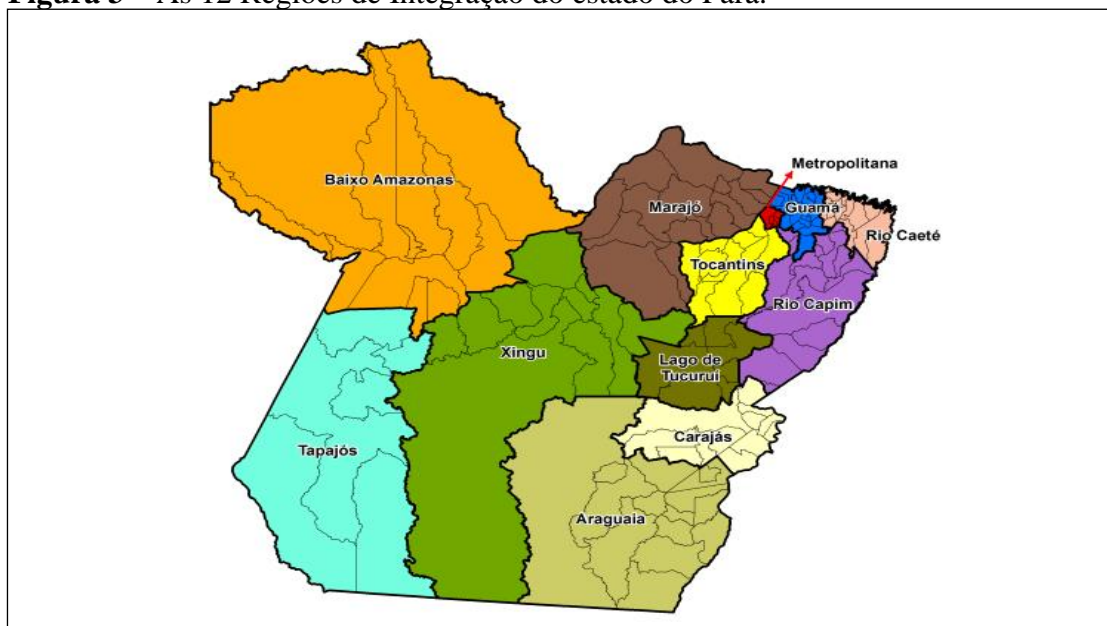 Figura 3 – As 12 Regiões de Integração do estado do Pará.
Metropolitana
Baixo Amazonas
Marajó
Guamá
Rio Caeté
Tocantins
Rio Capim
Xingu
Lago de
Tucuruí
Carajás
Tapajós
Araguaia